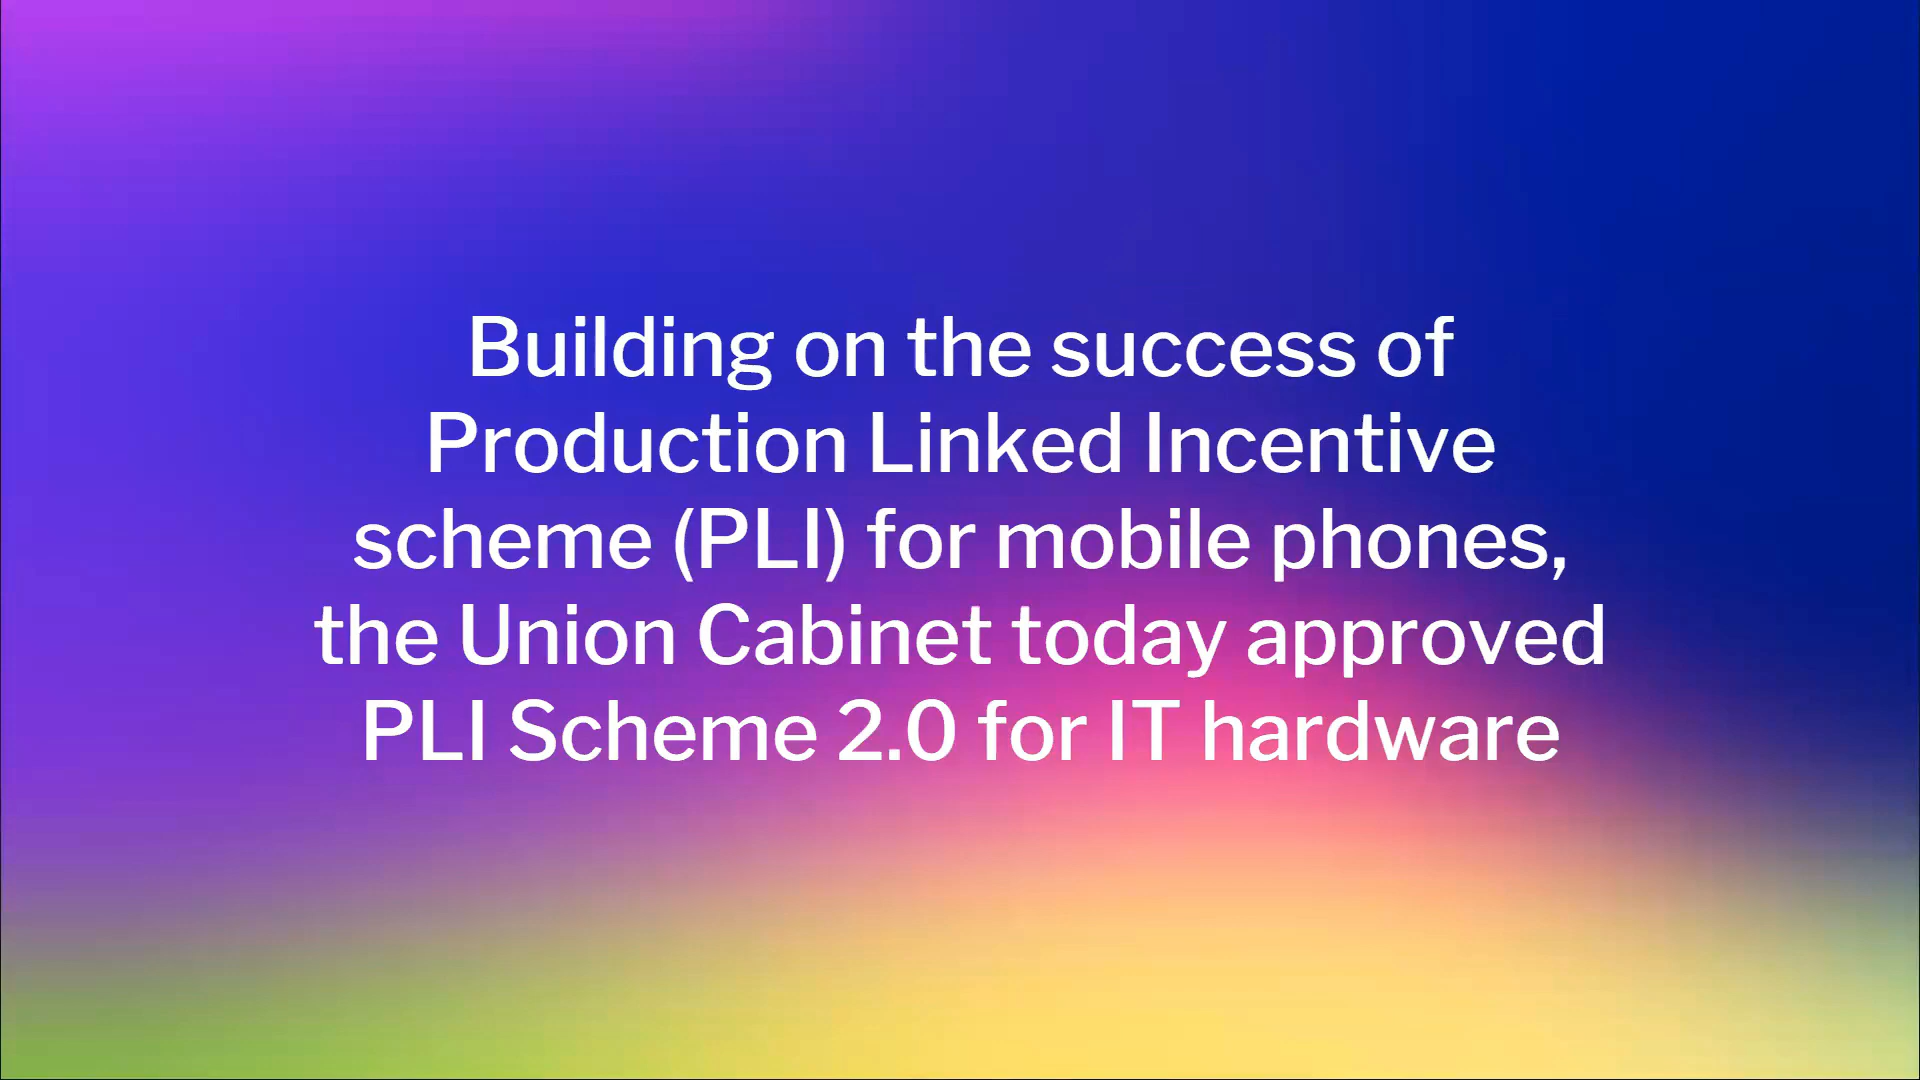 Building on the success of
Production Linked Incentive
scheme (PLI) for mobile phones,
the Union Cabinet today approved
PLI Scheme 2.0 for IT hardware